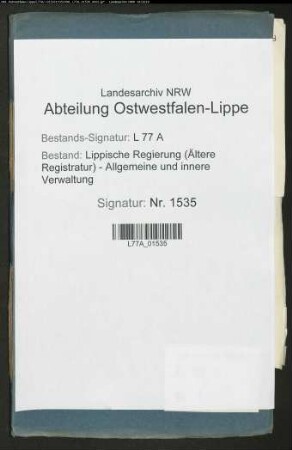 Landesarchiv NRW
Abteilung Ostwestfalen-Lippe
Bestands-Signatur: L 77 A
Bestand: Lippische Regierung (Ältere
Registratur) - Allgemeine und innere
Verwaltung
Signatur: Nr. 1535
L77A_01535